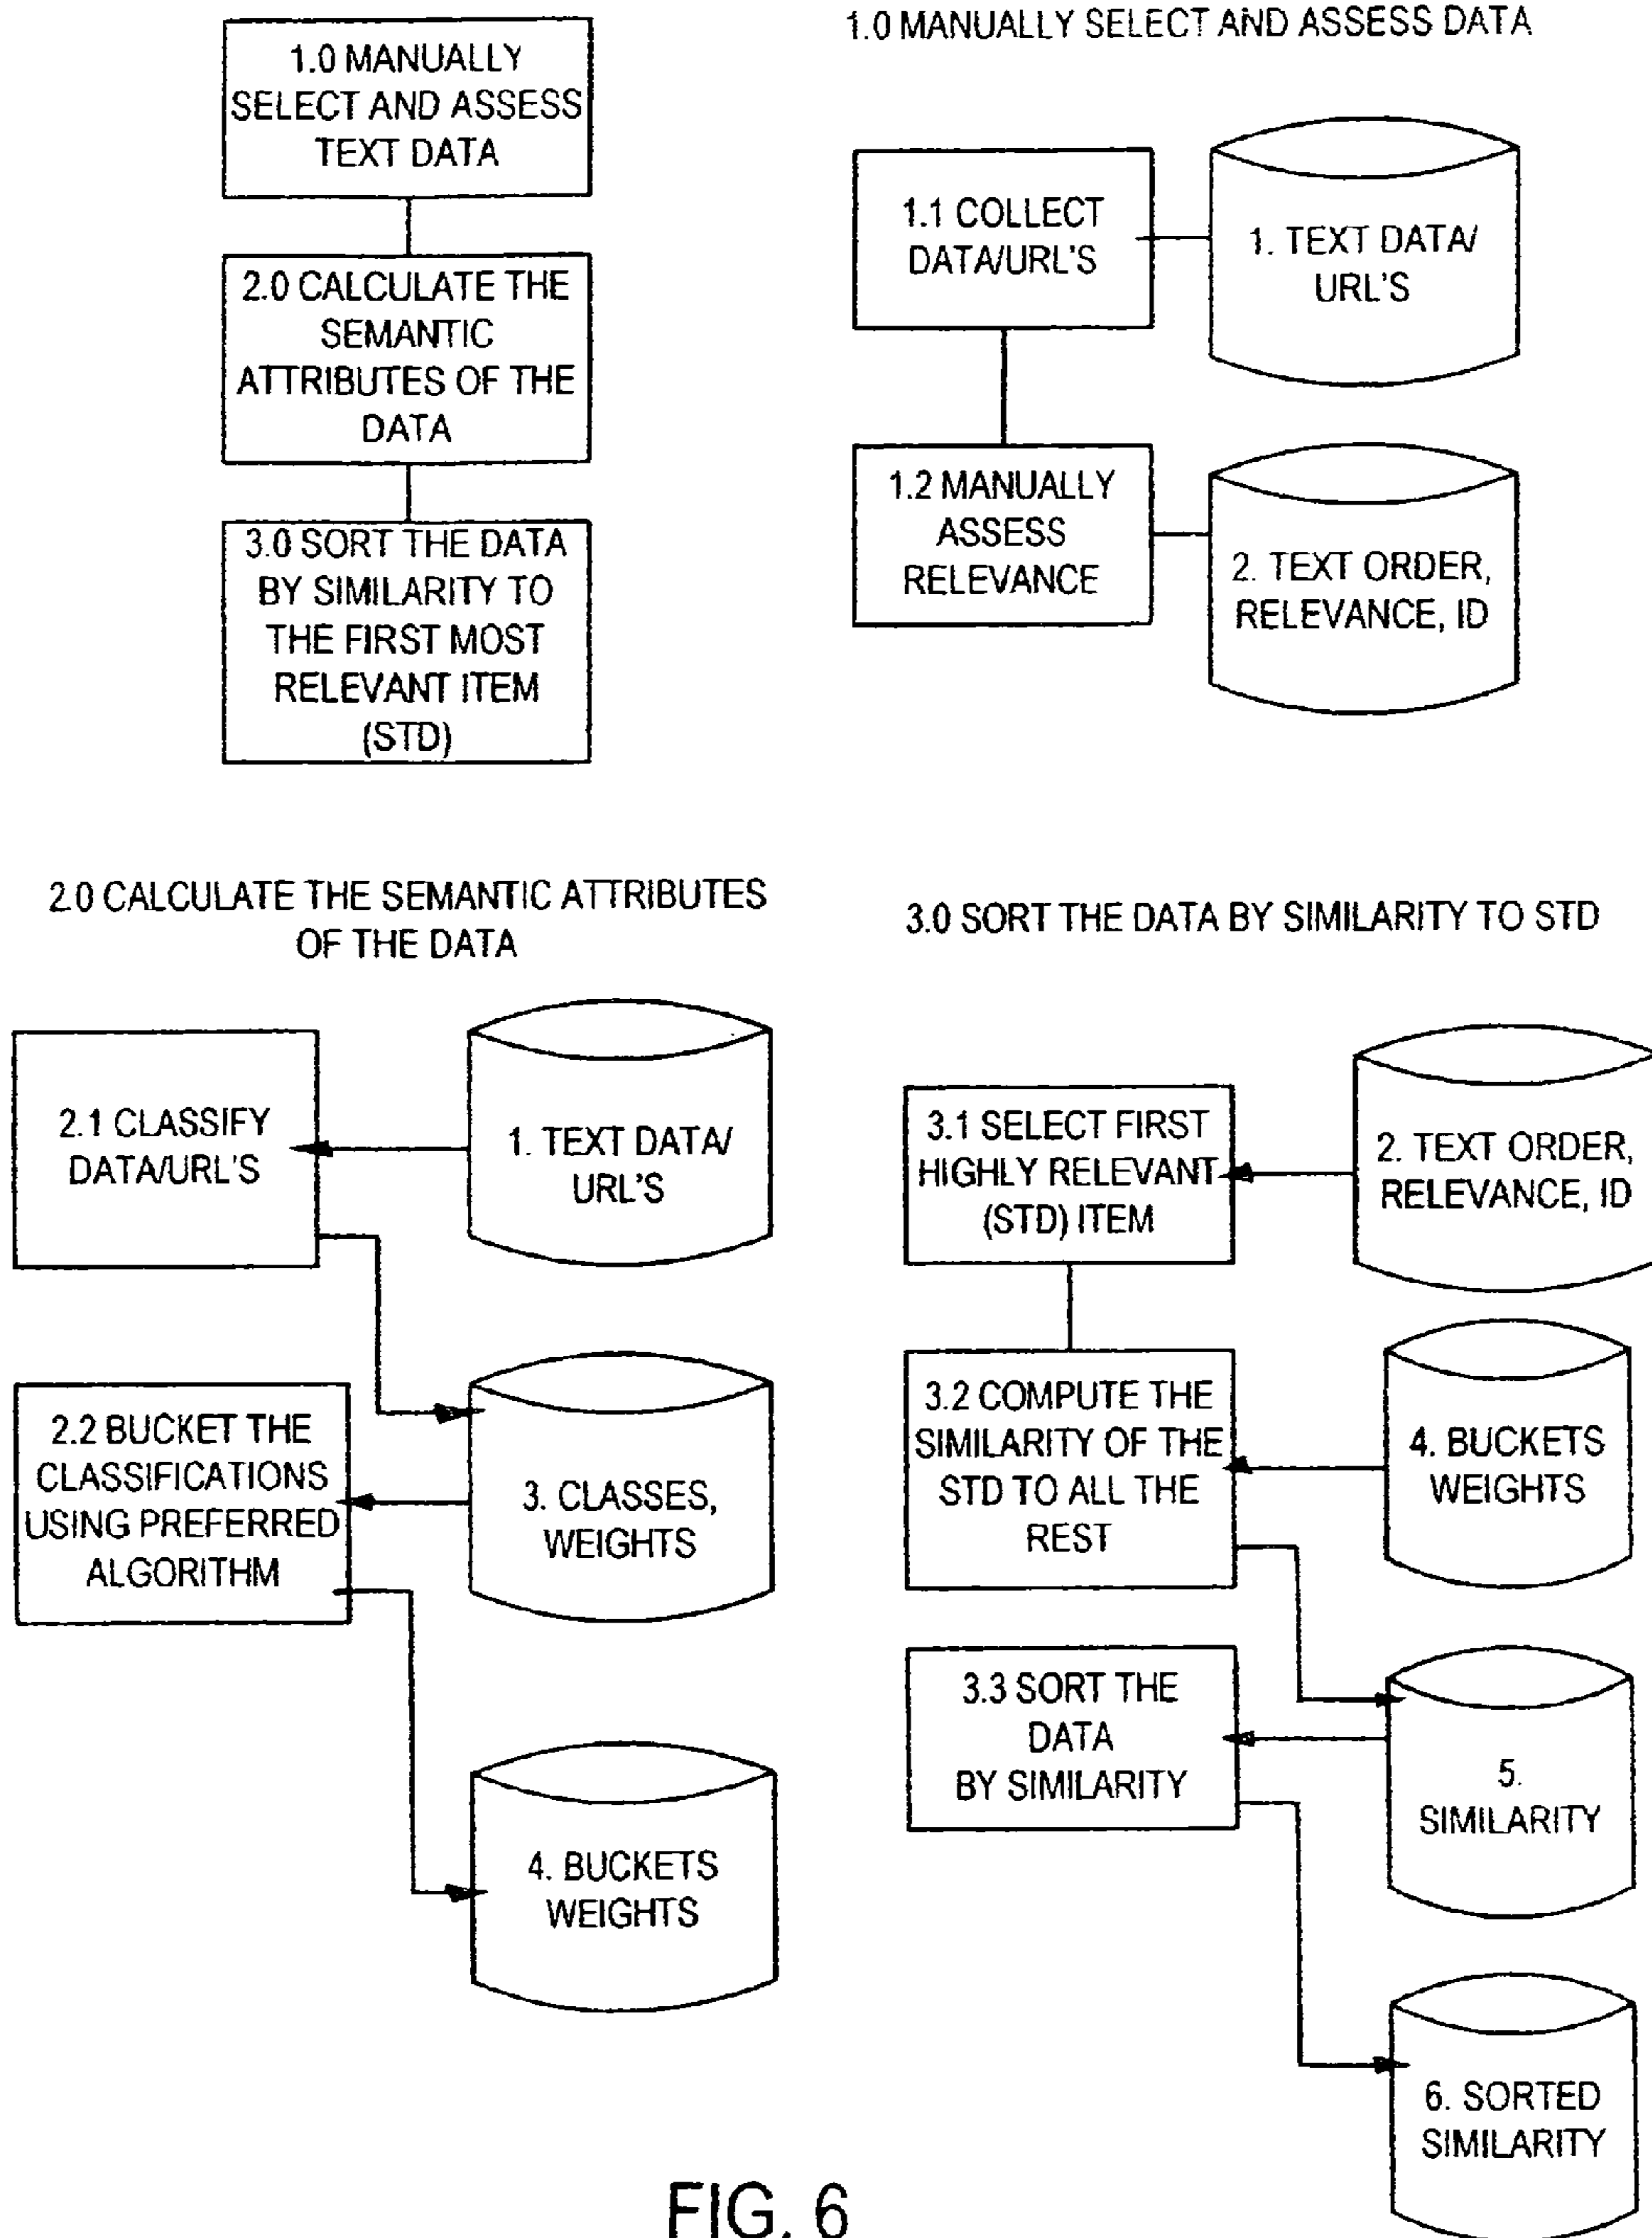 1.0 MANUALLY
SELECT AND ASSESS
TEXT DATA
2.0 CALCULATE THE
SEMANTIC
ATTRIBUTES OF THE
DATA
3.0 SORT THE DATA
BY SIMILARITY TO
THE FIRST MOST
RELEVANT ITEM
(STD)
1.0 MANUALLY SELECT AND ASSESS DATA
1.1 COLLECT
DATA/URL'S
1. TEXT DATA/
URL'S
1.2 MANUALLY
ASSESS
RELEVANCE
2. TEXT ORDER,
RELEVANCE, ID
2.0 CALCULATE THE SEMANTIC ATTRIBUTES
OF THE DATA
2.1 CLASSIFY
DATA/URL'S
1. TEXT DATA/
URL'S
2.2 BUCKET THE
CLASSIFICATIONS
USING PREFERRED
ALGORITHM
3. CLASSES,
WEIGHTS
4. BUCKETS
WEIGHTS
3.0 SORT THE DATA BY SIMILARITY TO STD
3.1 SELECT FIRST
HIGHLY RELEVANT
(STD) ITEM
2. TEXT ORDER,
RELEVANCE, ID
3.2 COMPUTE THE
SIMILARITY OF THE
STD TO ALL THE
REST
4. BUCKETS
WEIGHTS
3.3 SORT THE
DATA
BY SIMILARITY
5.
SIMILARITY
6. SORTED
SIMILARITY
FIG. 6